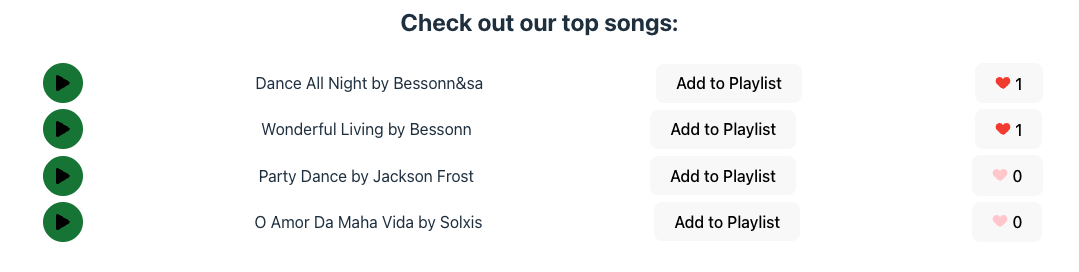 Check out our top songs:
Dance All Night by Bessonn&sa Add to Playlist 1
Wonderful Living by Bessonn Add to Playlist 1
Party Dance by Jackson Frost Add to Playlist 0
O Amor Da Maha Vida by Solxis Add to Playlist 0